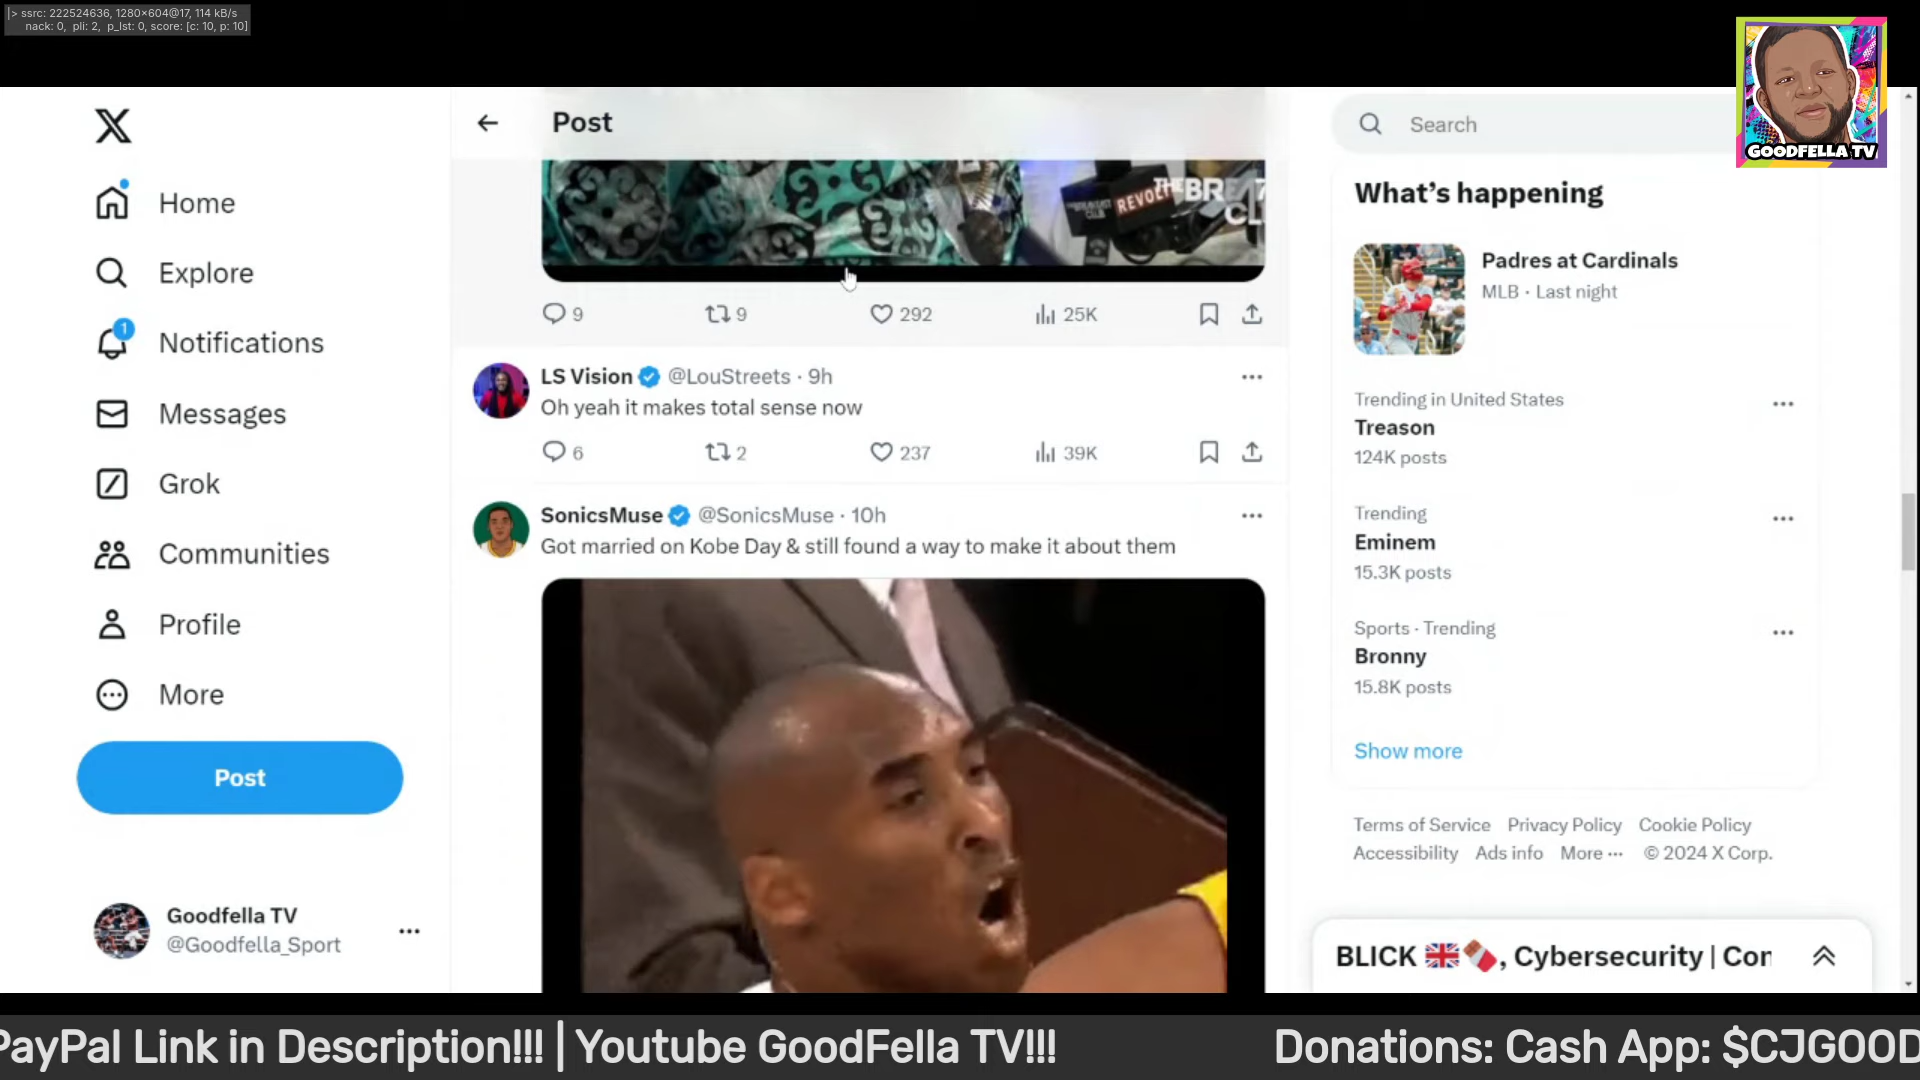 |> ssrc: 222524636, 1280×604@17, 114 kB/s
nack: 0, pli: 2, p_lst: 0, score: [c: 10, p: 10]
GOODFELLA TV
Home
Explore
1
Notifications
Messages
Grok
Communities
Profile
More
Post
Goodfella TV
@Goodfella_Sport
Post
REVOLT
THE BR
CL
9 9 292 25K
LS Vision @LouStreets · 9h
Oh yeah it makes total sense now
6 2 237 39K
SonicsMuse @SonicsMuse · 10h
Got married on Kobe Day & still found a way to make it about them
Search
What's happening
Padres at Cardinals
MLB · Last night
Trending in United States
Treason
124K posts
Trending
Eminem
15.3K posts
Sports · Trending
Bronny
15.8K posts
Show more
Terms of Service Privacy Policy Cookie Policy
Accessibility Ads info More ··· © 2024 X Corp.
BLICK 🇬🇧🍫, Cybersecurity | Cor
PayPal Link in Description!!! | Youtube GoodFella TV!!! Donations: Cash App: $CJGOOD